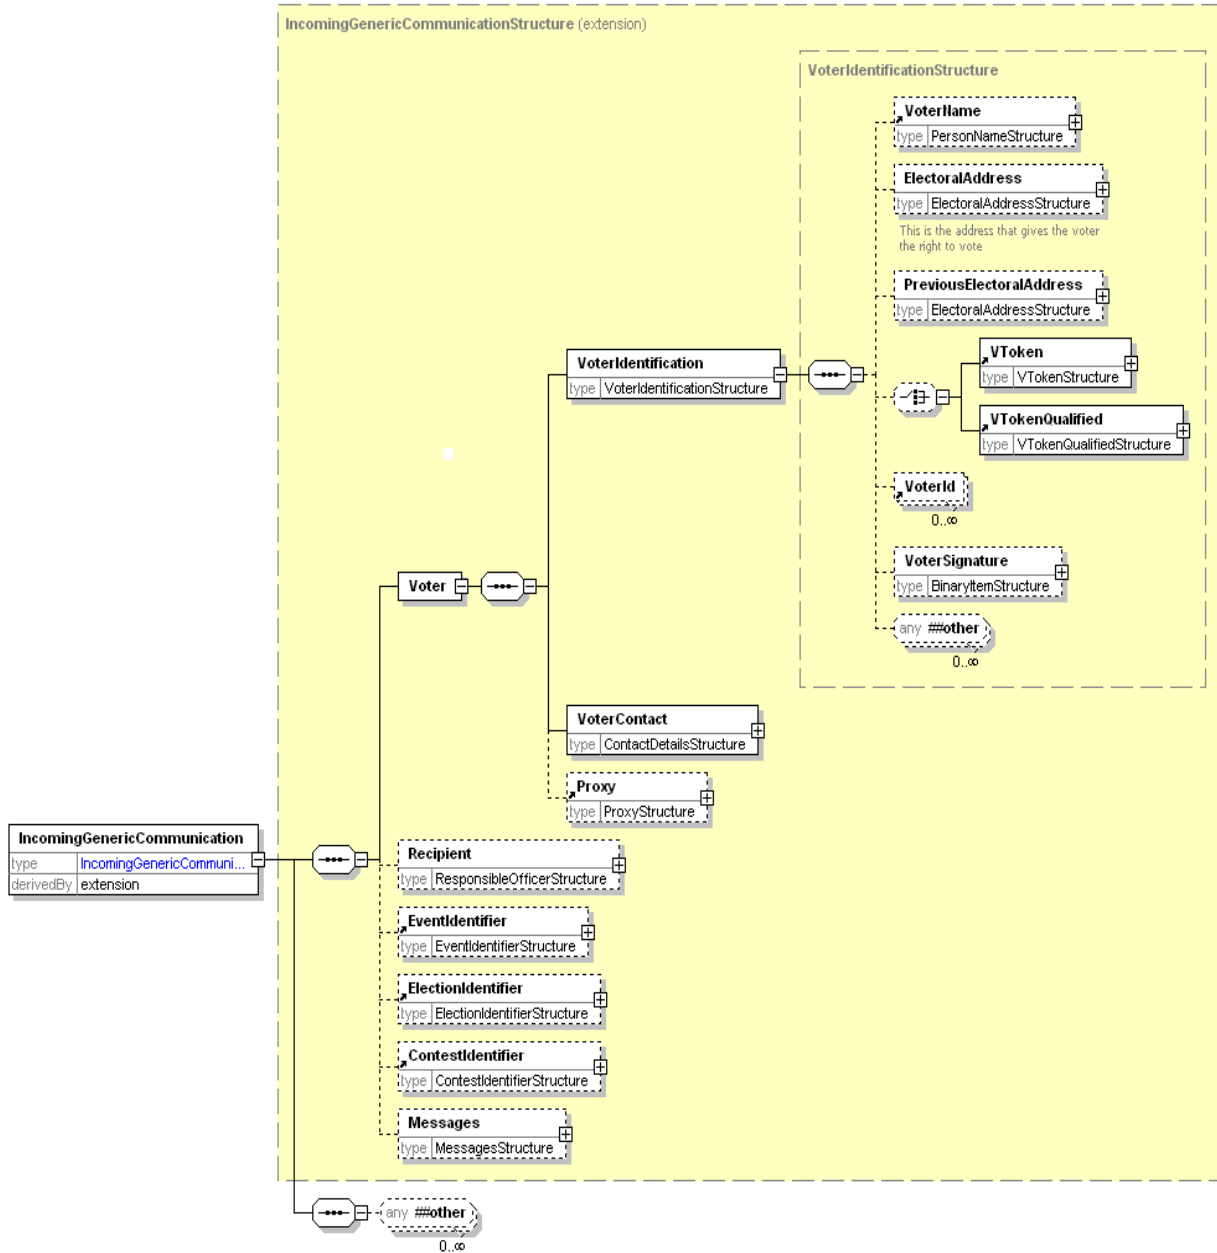 IncomingGenericCommunicationStructure (extension)
VoterIdentificationStructure
VoterName
type PersonNameStructure
ElectoralAddress
type ElectoralAddressStructure
This is the address that gives the voter
the right to vote
PreviousElectoralAddress
type ElectoralAddressStructure
VToken
type VTokenStructure
VTokenQualified
type VTokenQualifiedStructure
VoterId
0..∞
VoterSignature
type BinaryItemStructure
any ##other
0..∞
VoterIdentification
type VoterIdentificationStructure
Voter
VoterContact
type ContactDetailsStructure
Proxy
type ProxyStructure
IncomingGenericCommunication
type IncomingGenericCommuni...
derivedBy extension
Recipient
type ResponsibleOfficerStructure
EventIdentifier
type EventIdentifierStructure
ElectionIdentifier
type ElectionIdentifierStructure
ContestIdentifier
type ContestIdentifierStructure
Messages
type MessagesStructure
any ##other
0..∞